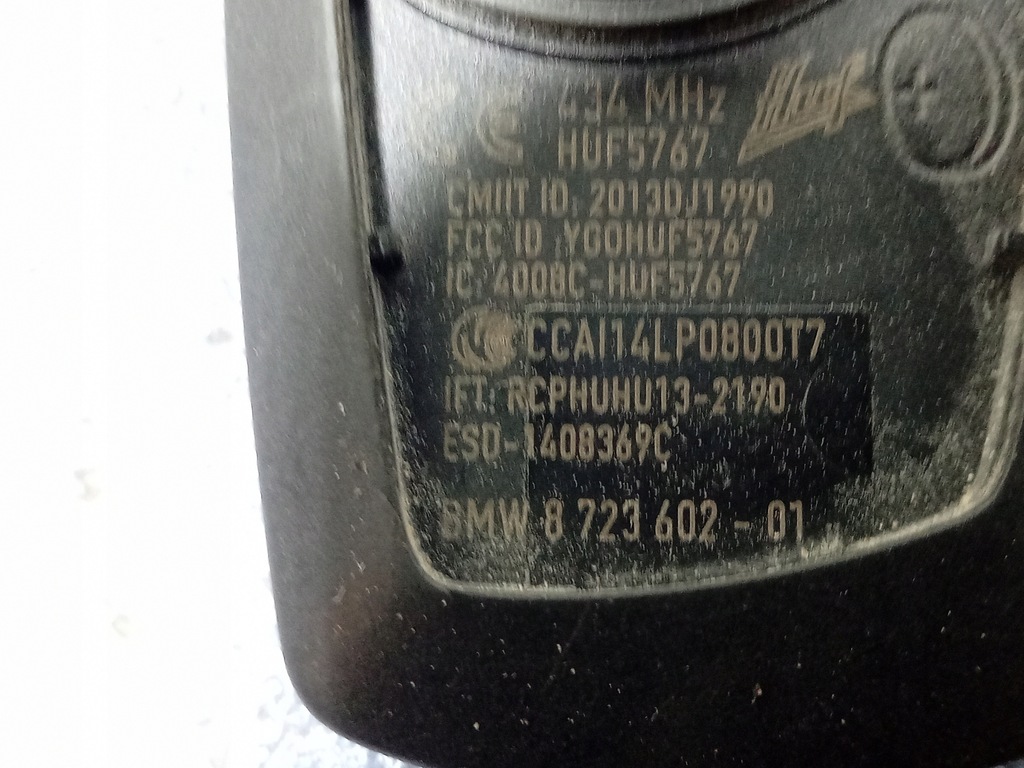 434 MHz
Huf
HUF5767
CMIIT ID: 2013DJ1990
FCC ID YGOHUF5767
IC: 4008C-HUF5767
CCAI14LP0800T7
IFT: RCPHUHU13-2190
ESD-1408369C
BMW 8 723 602 - 01